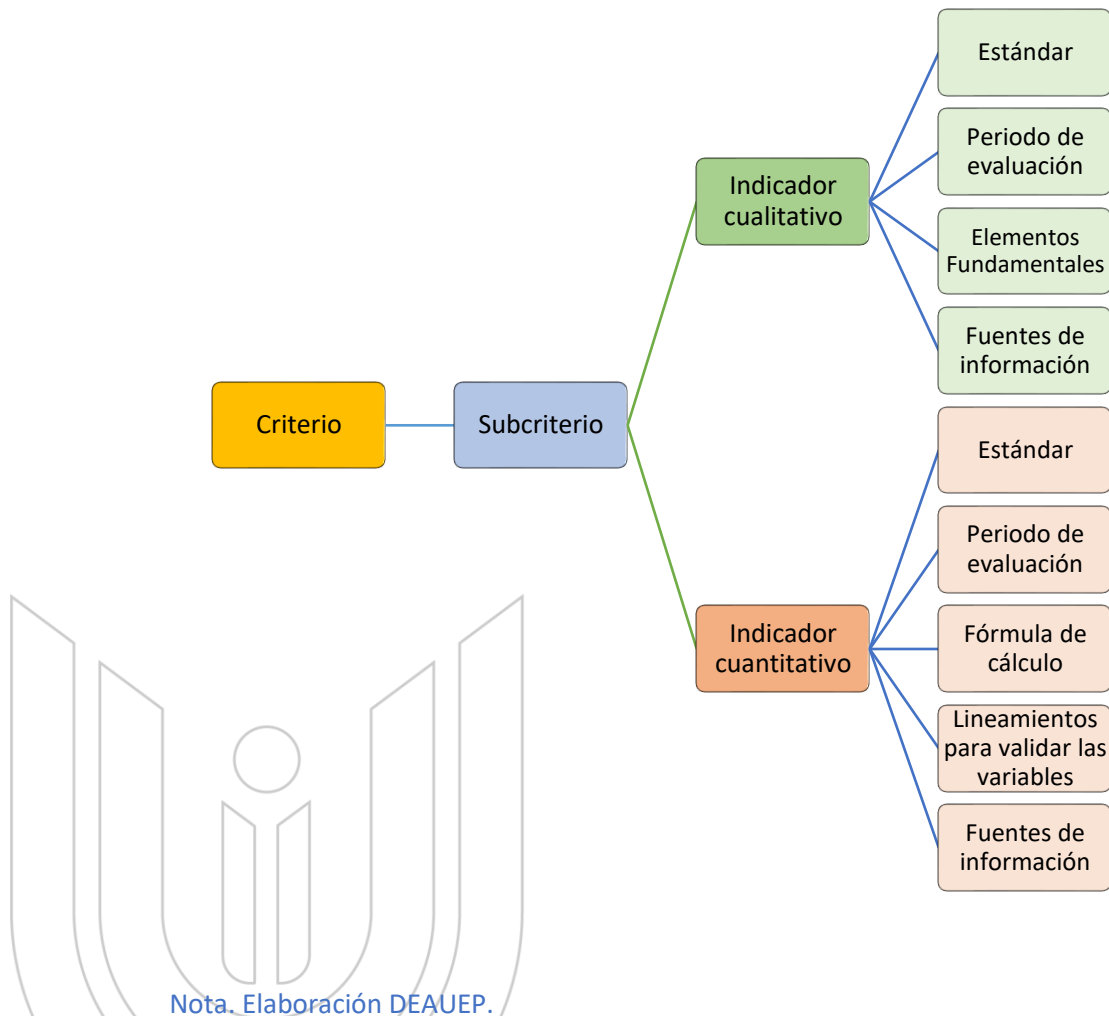 Criterio
Subcriterio
Indicador
cualitativo
Estándar
Periodo de
evaluación
Elementos
Fundamentales
Fuentes de
información
Indicador
cuantitativo
Estándar
Periodo de
evaluación
Fórmula de
cálculo
Lineamientos
para validar las
variables
Fuentes de
información
Nota. Elaboración DEAUEP.